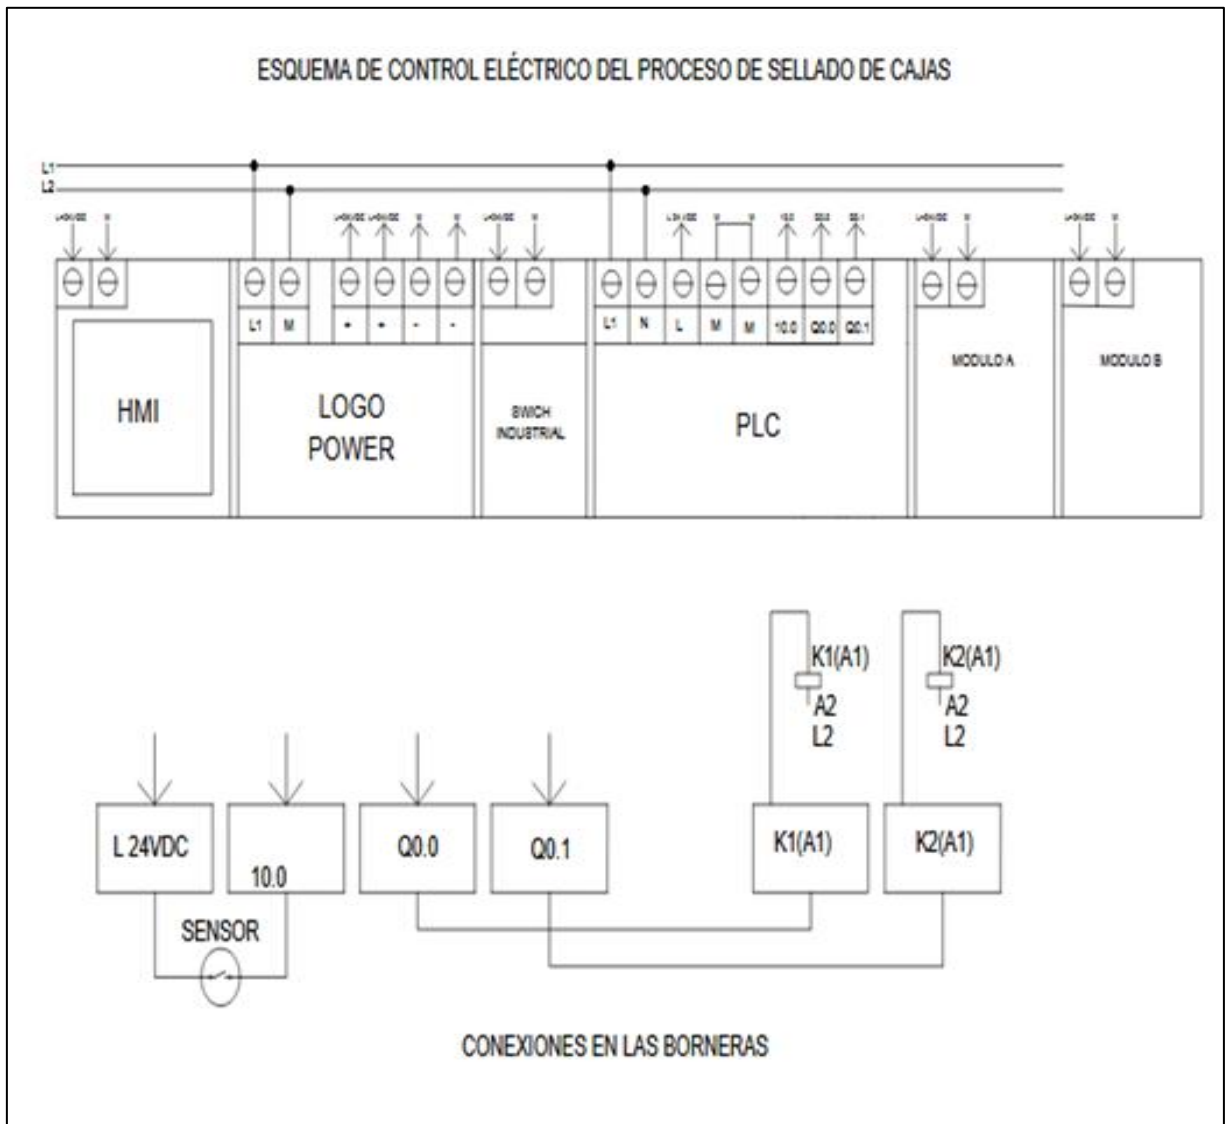 ESQUEMA DE CONTROL ELÉCTRICO DEL PROCESO DE SELLADO DE CAJAS
L1
L2
M M M M M M M M M
10.0
L1 M + + - - L1 N L M M 10.0 Q0.0 Q0.1
HMI
LOGO
POWER
SWICH
INDUSTRIAL
PLC
MODULO A
MODULO B
K1(A1)
A2
L2
K2(A1)
A2
L2
L 24VDC
10.0
Q0.0
Q0.1
K1(A1)
K2(A1)
SENSOR
CONEXIONES EN LAS BORNERAS